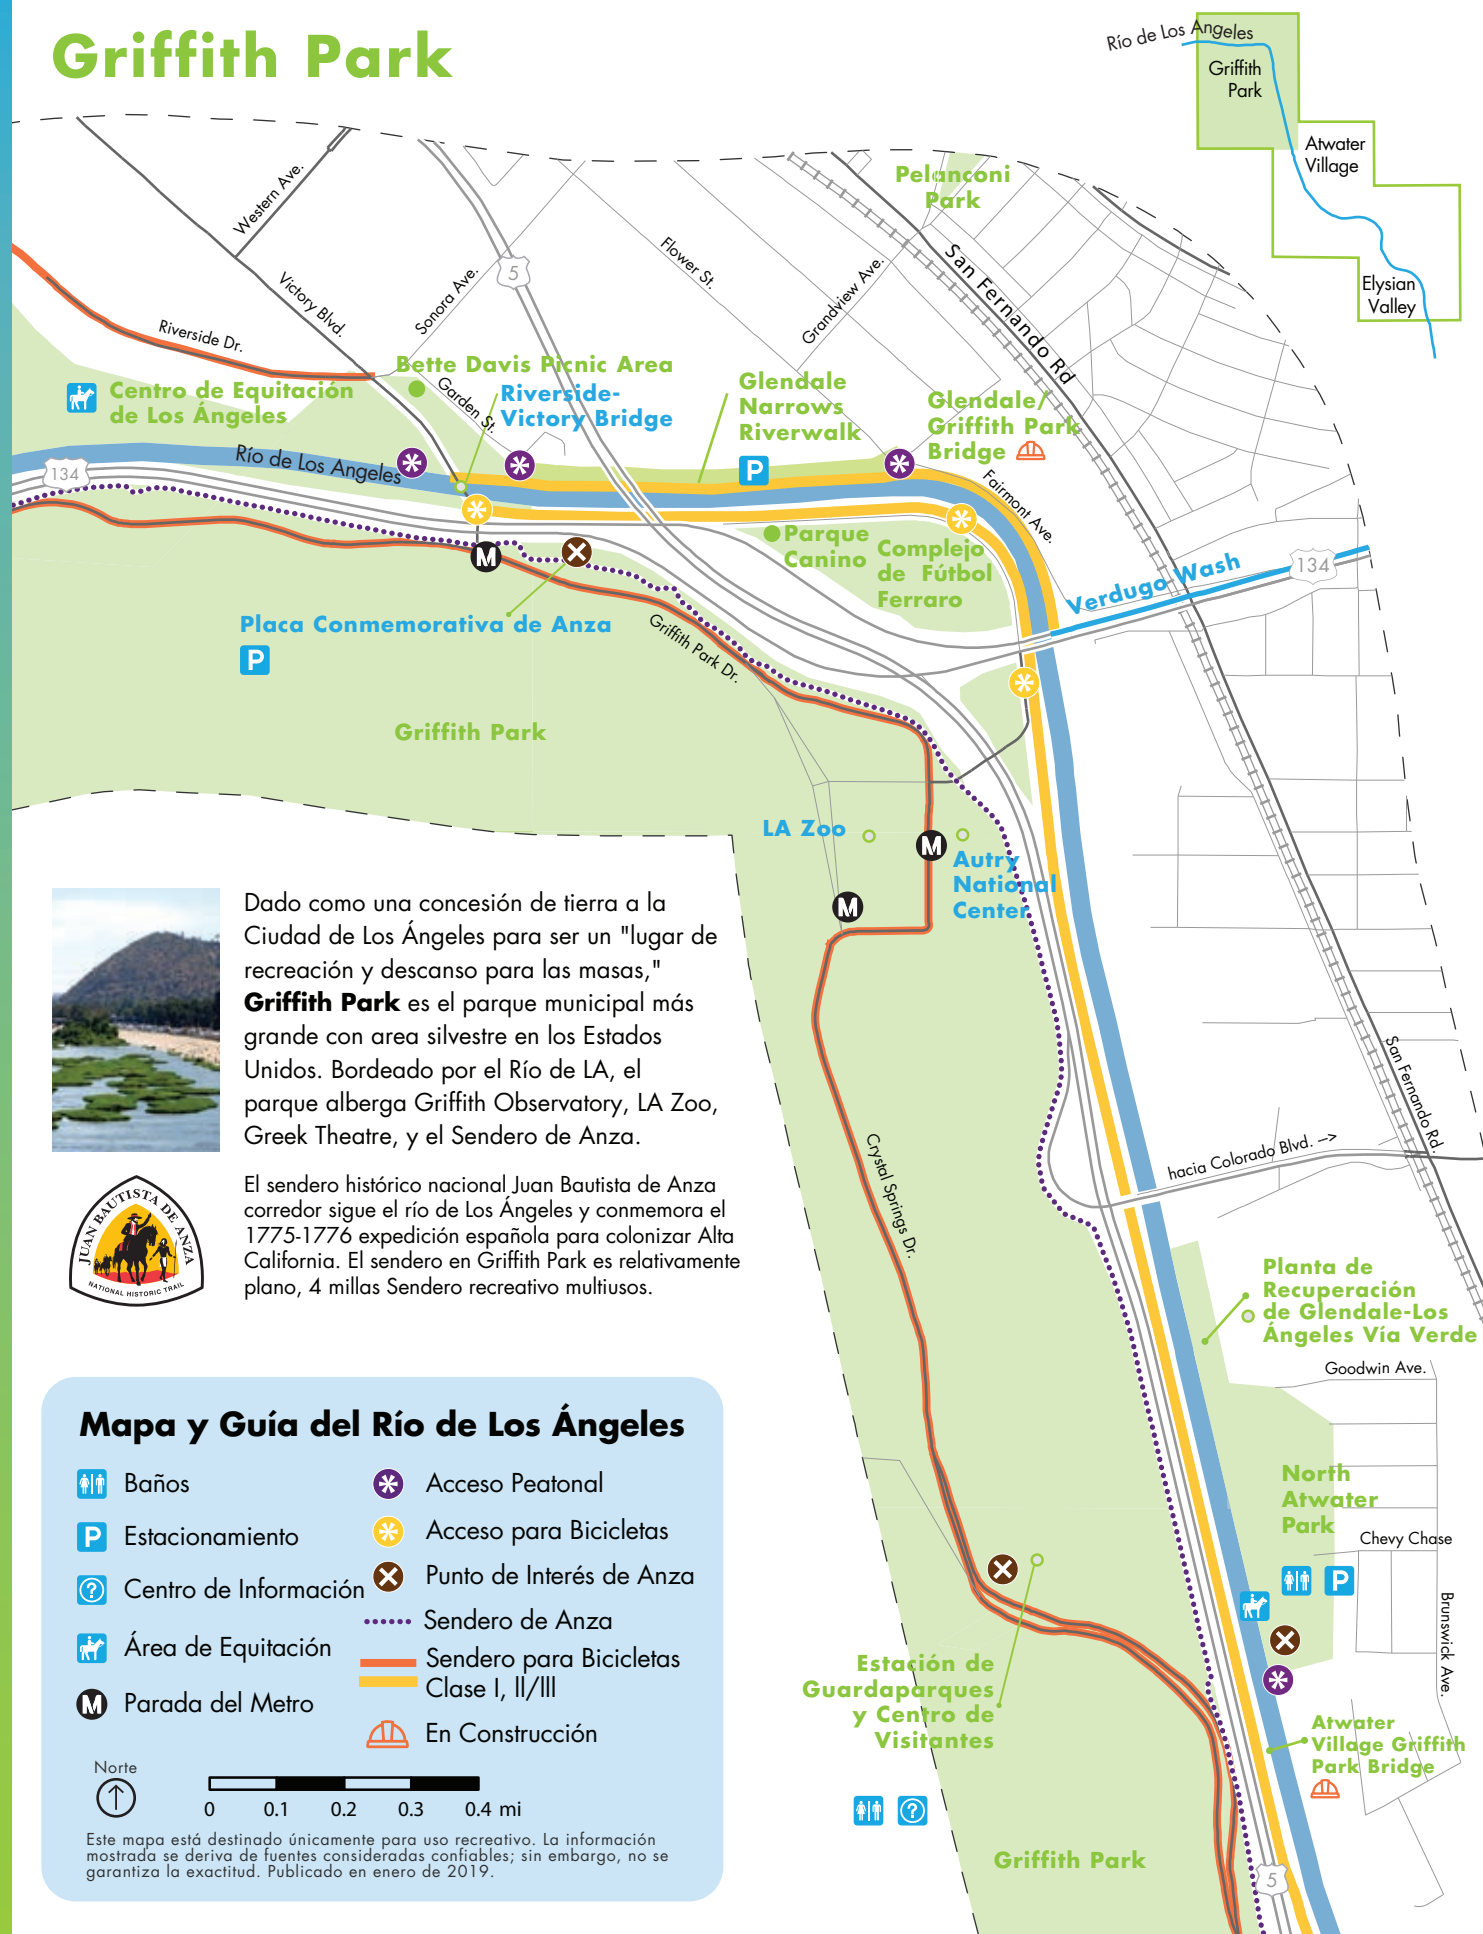 Griffith Park
Río de Los Angeles
Griffith
Park
Atwater
Village
Elysian
Valley
Pelanconi
Park
Western Ave.
Victory Blvd.
Sonora Ave.
5
Flower St.
Grandview Ave.
San Fernando Rd
Riverside Dr.
Centro de Equitación
de Los Ángeles
Bette Davis Picnic Area
Garden St.
Riverside-
Victory Bridge
Glendale
Narrows
Riverwalk
P
Glendale/
Griffith Park
Bridge
Río de Los Angeles
134
Fairmont Ave.
Parque
Canino
Complejo
de Fútbol
Ferraro
Verdugo Wash
134
M
Placa Conmemorativa de Anza
P
Griffith Park Dr.
Griffith Park
LA Zoo
M
Autry
National
Center
M
Dado como una concesión de tierra a la
Ciudad de Los Ángeles para ser un "lugar de
recreación y descanso para las masas,"
Griffith Park es el parque municipal más
grande con area silvestre en los Estados
Unidos. Bordeado por el Río de LA, el
parque alberga Griffith Observatory, LA Zoo,
Greek Theatre, y el Sendero de Anza.
JUAN BAUTISTA DE ANZA
NATIONAL HISTORIC TRAIL
El sendero histórico nacional Juan Bautista de Anza
corredor sigue el río de Los Ángeles y conmemora el
1775-1776 expedición española para colonizar Alta
California. El sendero en Griffith Park es relativamente
plano, 4 millas Sendero recreativo multiusos.
Crystal Springs Dr.
San Fernando Rd.
hacia Colorado Blvd. -->
Planta de
Recuperación
de Glendale-Los
Ángeles Vía Verde
Goodwin Ave.
North
Atwater
Park
Chevy Chase
P
Brunswick Ave.
Estación de
Guardaparques
y Centro de
Visitantes
?
Atwater
Village Griffith
Park Bridge
Griffith Park
5
Mapa y Guía del Río de Los Ángeles
Baños
P Estacionamiento
? Centro de Información
Área de Equitación
M Parada del Metro
Acceso Peatonal
Acceso para Bicicletas
Punto de Interés de Anza
Sendero de Anza
Sendero para Bicicletas
Clase I, II/III
En Construcción
Norte
0 0.1 0.2 0.3 0.4 mi
Este mapa está destinado únicamente para uso recreativo. La información
mostrada se deriva de fuentes consideradas confiables; sin embargo, no se
garantiza la exactitud. Publicado en enero de 2019.